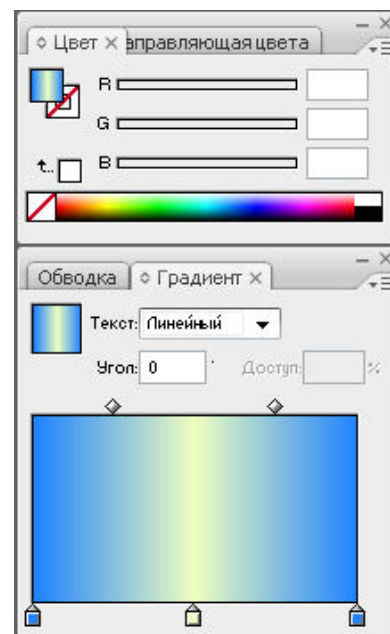 Цвет × аправляющая цвета
R
G
B
Обводка Градиент ×
Текст: Линейный
Угол: 0 ° Доступ: %